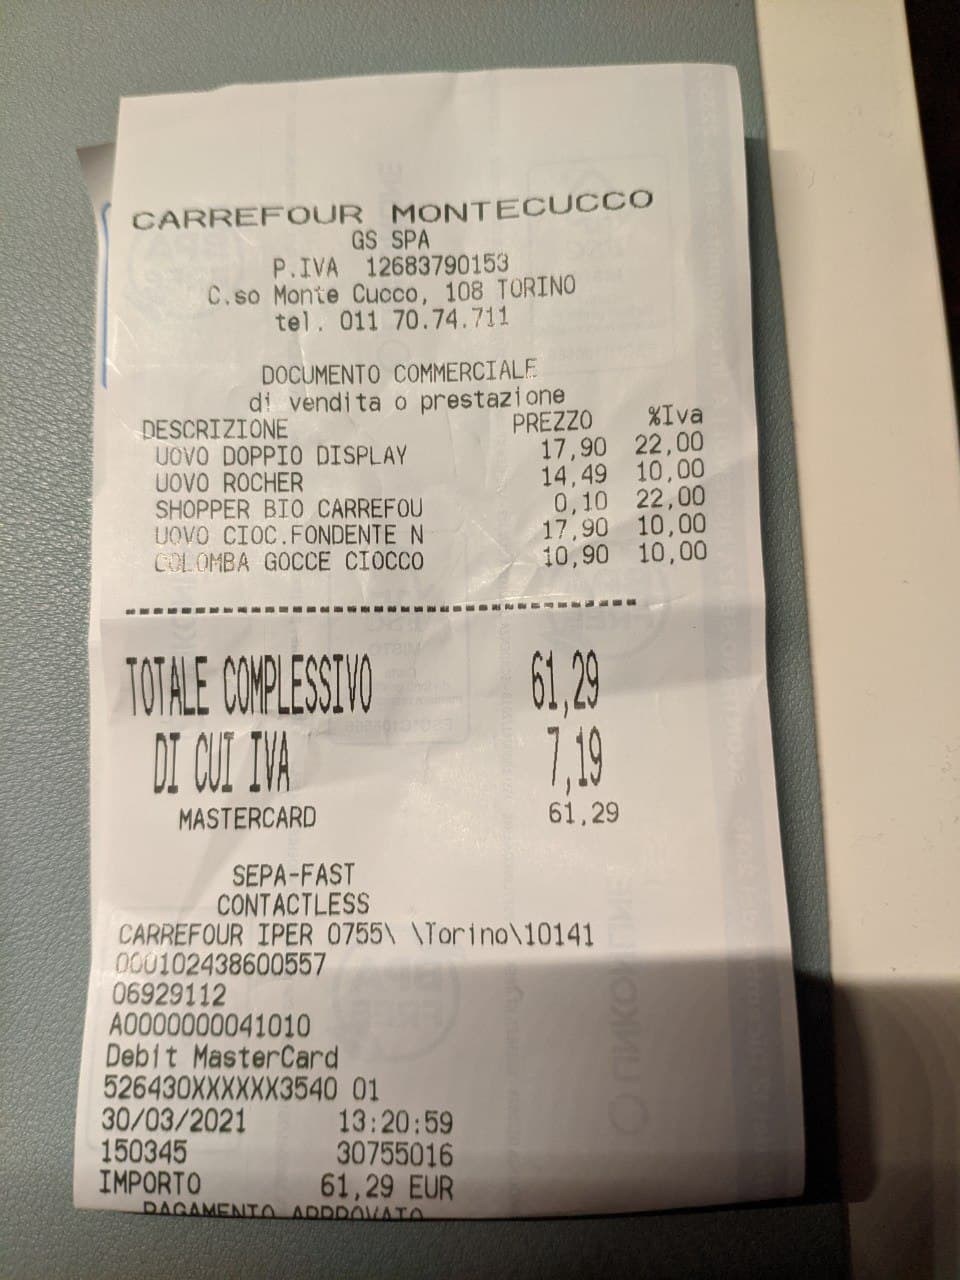 CARREFOUR MONTECUCCO
GS SPA
P.IVA 12683790153
C.so Monte Cucco, 108 TORINO
tel. 011 70.74.711
DOCUMENTO COMMERCIALE
di vendita o prestazione
DESCRIZIONE PREZZO %Iva
UOVO DOPPIO DISPLAY 17,90 22,00
UOVO ROCHER 14,49 10,00
SHOPPER BIO CARREFOU 0,10 22,00
UOVO CIOC.FONDENTE N 17,90 10,00
COLOMBA GOCCE CIOCCO 10,90 10,00
TOTALE COMPLESSIVO 61,29
DI CUI IVA 7,19
MASTERCARD 61,29
SEPA-FAST
CONTACTLESS
CARREFOUR IPER 0755\ \Torino\10141
000102438600557
06929112
A0000000041010
Debit MasterCard
526430XXXXXX3540 01
30/03/2021 13:20:59
150345 30755016
IMPORTO 61,29 EUR
PAGAMENTO APPROVATO